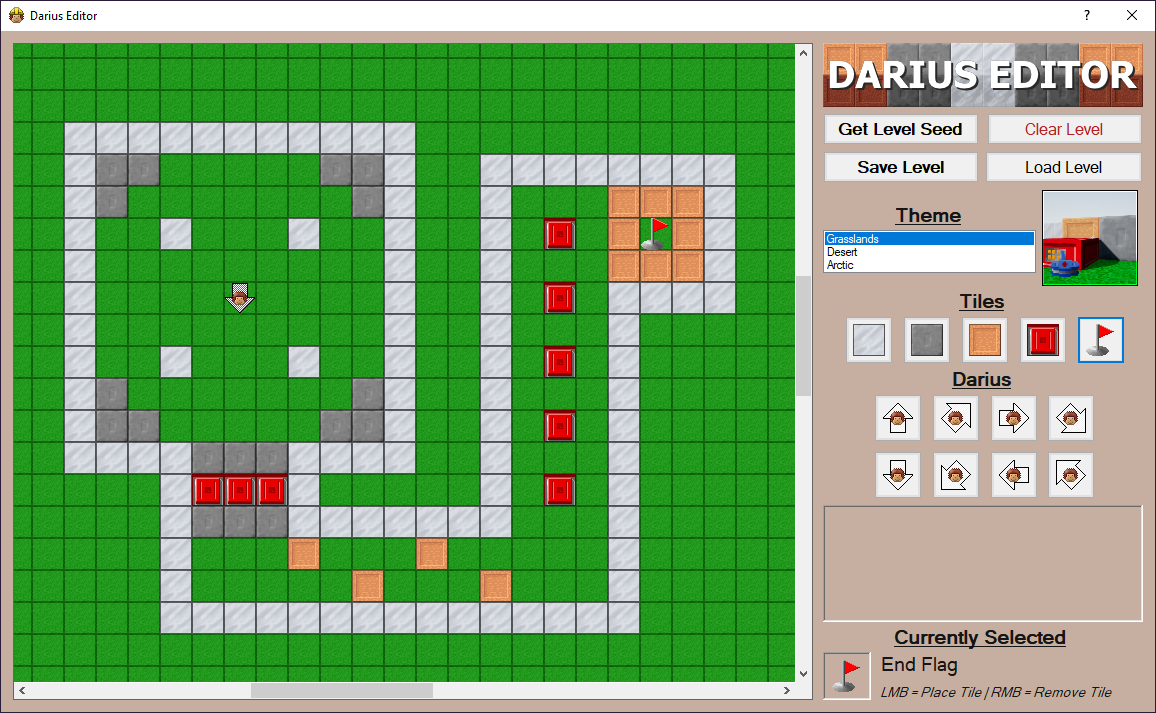 Darius Editor
?
DARIUS EDITOR
Get Level Seed
Clear Level
Save Level
Load Level
Theme
Grasslands
Desert
Arctic
Tiles
Darius
Currently Selected
End Flag
LMB = Place Tile | RMB = Remove Tile